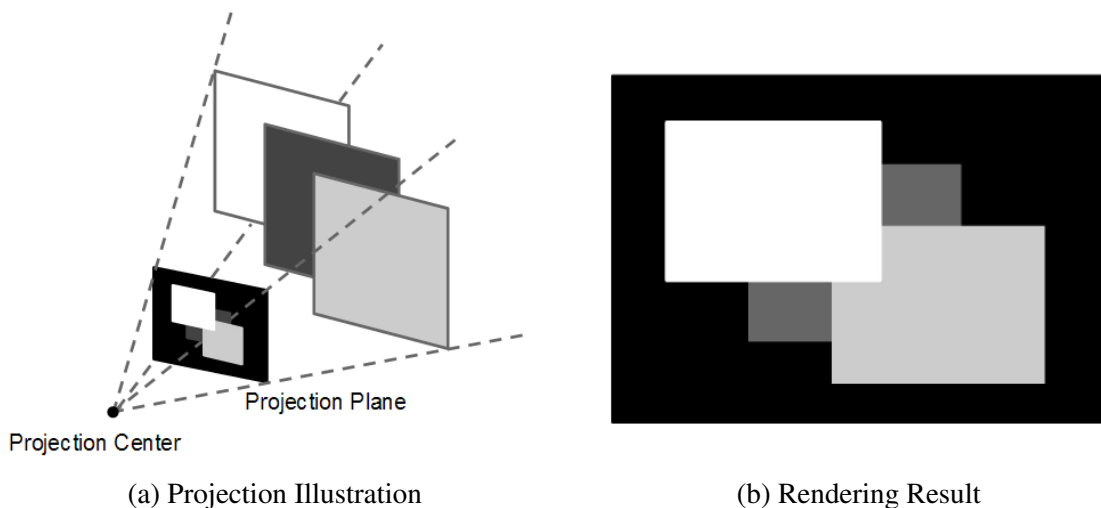 Projection Plane
Projection Center
(a) Projection Illustration
(b) Rendering Result